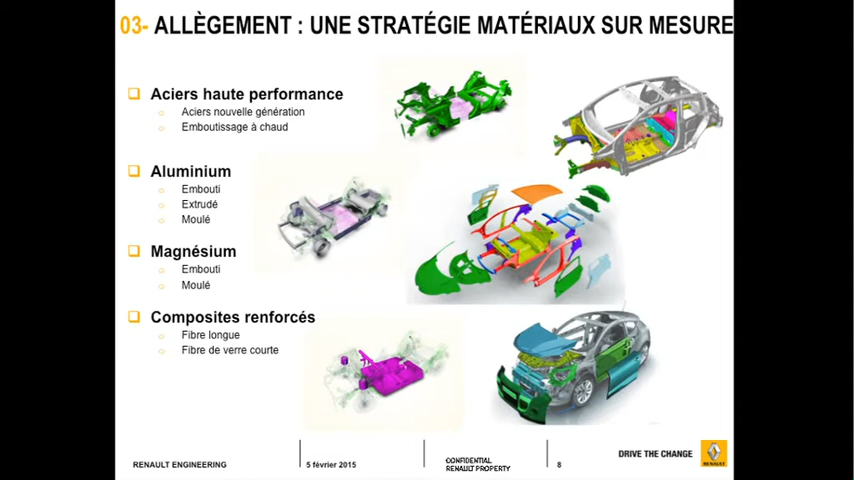 03- ALLÈGEMENT : UNE STRATÉGIE MATÉRIAUX SUR MESURE
Aciers haute performance
Aciers nouvelle génération
Emboutissage à chaud
Aluminium
Embouti
Extrudé
Moulé
Magnésium
Embouti
Moulé
Composites renforcés
Fibre longue
Fibre de verre courte
RENAULT ENGINEERING
5 février 2015
CONFIDENTIAL
RENAULT PROPERTY
8
DRIVE THE CHANGE
RENAULT